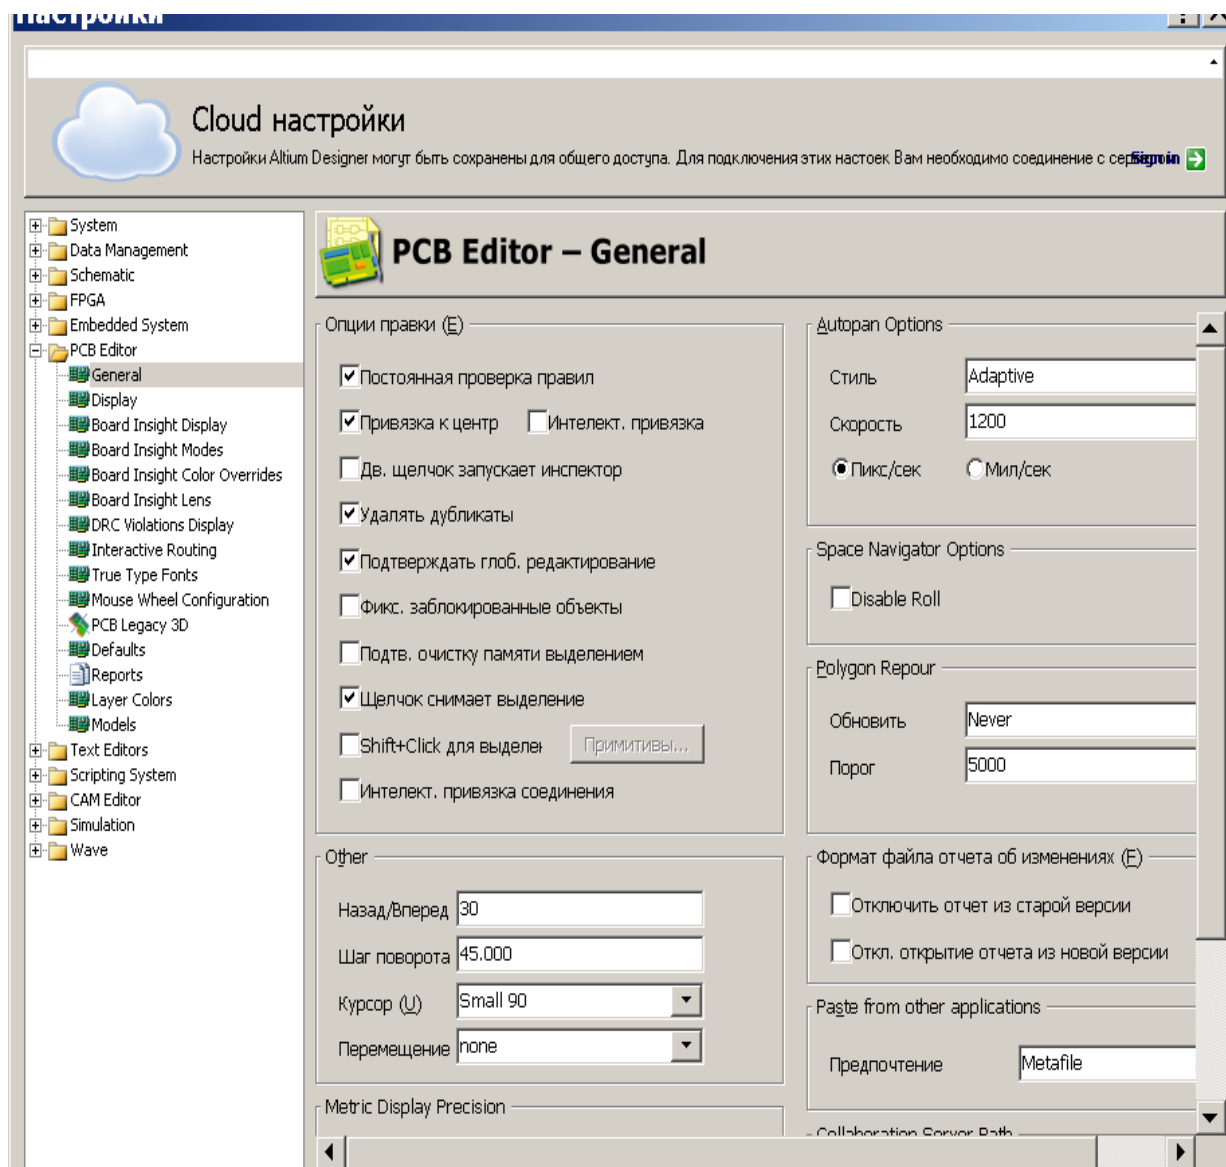 Настройки
Cloud настройки
Настройки Altium Designer могут быть сохранены для общего доступа. Для подключения этих настоек Вам необходимо соединение с
Sign in
System
Data Management
Schematic
FPGA
Embedded System
PCB Editor
General
Display
Board Insight Display
Board Insight Modes
Board Insight Color Overrides
Board Insight Lens
DRC Violations Display
Interactive Routing
True Type Fonts
Mouse Wheel Configuration
PCB Legacy 3D
Defaults
Reports
Layer Colors
Models
Text Editors
Scripting System
CAM Editor
Simulation
Wave
PCB Editor – General
Опции правки (E)
Постоянная проверка правил
Привязка к центр
Интелект. привязка
Дв. щелчок запускает инспектор
Удалять дубликаты
Подтверждать глоб. редактирование
Фикс. заблокированные объекты
Подтв. очистку памяти выделением
Щелчок снимает выделение
Shift+Click для выделен
Примитивы...
Интелект. привязка соединения
Other
Назад/Вперед 30
Шаг поворота 45.000
Курсор (U) Small 90
Перемещение none
Metric Display Precision
Autopan Options
Стиль Adaptive
Скорость 1200
Пикс/сек Мил/сек
Space Navigator Options
Disable Roll
Polygon Repour
Обновить Never
Порог 5000
Формат файла отчета об изменениях (F)
Отключить отчет из старой версии
Откл. открытие отчета из новой версии
Paste from other applications
Предпочтение Metafile
Collaboration Server Path